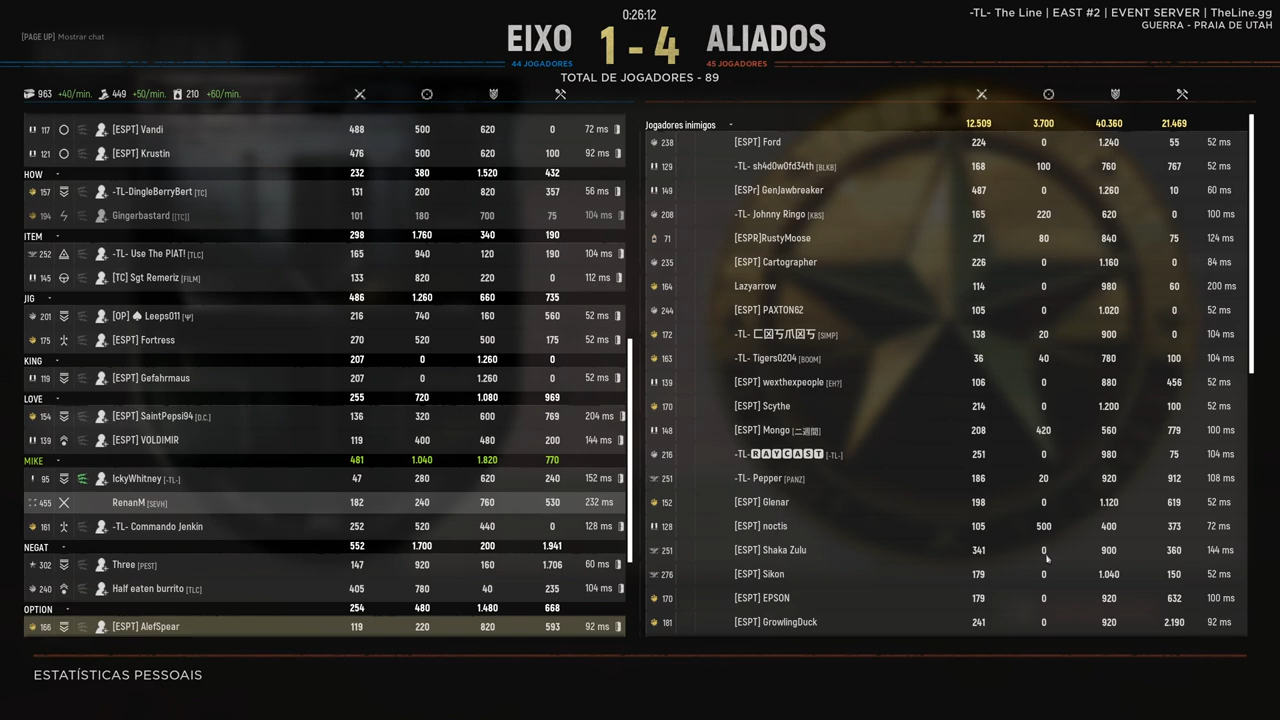 0:26:12
-TL- The Line | EAST #2 | EVENT SERVER | TheLine.gg
GUERRA - PRAIA DE UTAH
[PAGE UP] Mostrar chat
EIXO 1 - 4 ALIADOS
44 JOGADORES 45 JOGADORES
TOTAL DE JOGADORES - 89
963 +40/min. 449 +50/min. 210 +60/min.
117 [ESPT] Vandi 488 500 620 0 72 ms
121 [ESPT] Krustin 476 500 620 100 92 ms
HOW 232 380 1.520 432
157 -TL-DingleBerryBert [TC] 131 200 820 357 56 ms
194 Gingerbastard [[TC]] 101 180 700 75 104 ms
ITEM 298 1.760 340 190
252 -TL- Use The PIAT! [TLC] 165 940 120 190 104 ms
145 [TC] Sgt Remeriz [FILM] 133 820 220 0 112 ms
JIG 486 1.260 660 735
201 [OP] ♠ Leeps011 [Ψ] 216 740 160 560 52 ms
175 [ESPT] Fortress 270 520 500 175 52 ms
KING 207 0 1.260 0
119 [ESPT] Gefahrmaus 207 0 1.260 0 52 ms
LOVE 255 720 1.080 969
154 [ESPT] SaintPepsi94 [D.C.] 136 320 600 769 204 ms
139 [ESPT] VOLDIMIR 119 400 480 200 144 ms
MIKE 481 1.040 1.820 770
95 IckyWhitney [-TL-] 47 280 620 240 152 ms
455 RenanM [SEVH] 182 240 760 530 232 ms
161 -TL- Commando Jenkin 252 520 440 0 128 ms
NEGAT 552 1.700 200 1.941
302 Three [PEST] 147 920 160 1.706 60 ms
240 Half eaten burrito [TLC] 405 780 40 235 104 ms
OPTION 254 480 1.480 668
166 [ESPT] AlefSpear 119 220 820 593 92 ms
Jogadores inimigos 12.509 3.700 40.360 21.469
238 [ESPT] Ford 224 0 1.240 55 52 ms
129 -TL- sh4d0w0fd34th [BLKB] 168 100 760 767 52 ms
149 [ESPr] GenJawbreaker 487 0 1.260 10 60 ms
208 -TL- Johnny Ringo [KBS] 165 220 620 0 100 ms
71 [ESPR]RustyMoose 271 80 840 75 124 ms
235 [ESPT] Cartographer 226 0 1.160 0 84 ms
164 Lazyarrow 114 0 980 60 200 ms
244 [ESPT] PAXTON62 105 0 1.020 0 52 ms
172 -TL- [SIMP] 138 20 900 0 104 ms
163 -TL- Tigers0204 [BOOM] 36 40 780 100 104 ms
139 [ESPT] wexthexpeople [EH?] 106 0 880 456 52 ms
170 [ESPT] Scythe 214 0 1.200 100 52 ms
148 [ESPT] Mongo [二週間] 208 420 560 779 100 ms
216 -TL-🆁🅰🆈🅲🅰🆂🆃 [-TL-] 251 0 980 75 104 ms
251 -TL- Pepper [PANZ] 186 20 920 912 108 ms
152 [ESPT] Glenar 198 0 1.120 619 52 ms
128 [ESPT] noctis 105 500 400 373 72 ms
251 [ESPT] Shaka Zulu 341 0 900 360 144 ms
276 [ESPT] Sikon 179 0 1.040 150 52 ms
170 [ESPT] EPSON 179 0 920 632 100 ms
181 [ESPT] GrowlingDuck 241 0 920 2.190 92 ms
ESTATÍSTICAS PESSOAIS